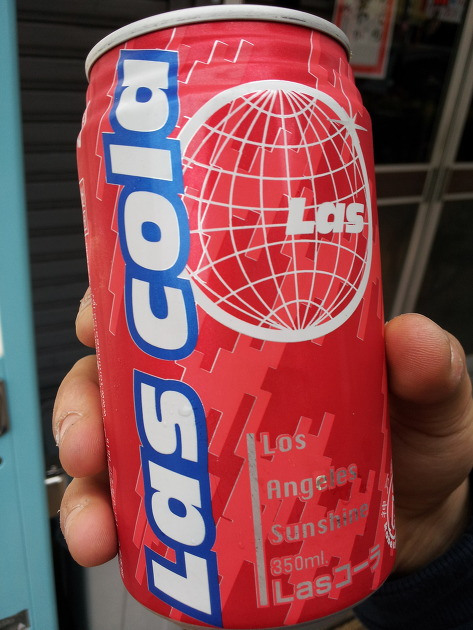 Las cola
Las
Los
Angeles
Sunshine
350ml
Lasコーラ